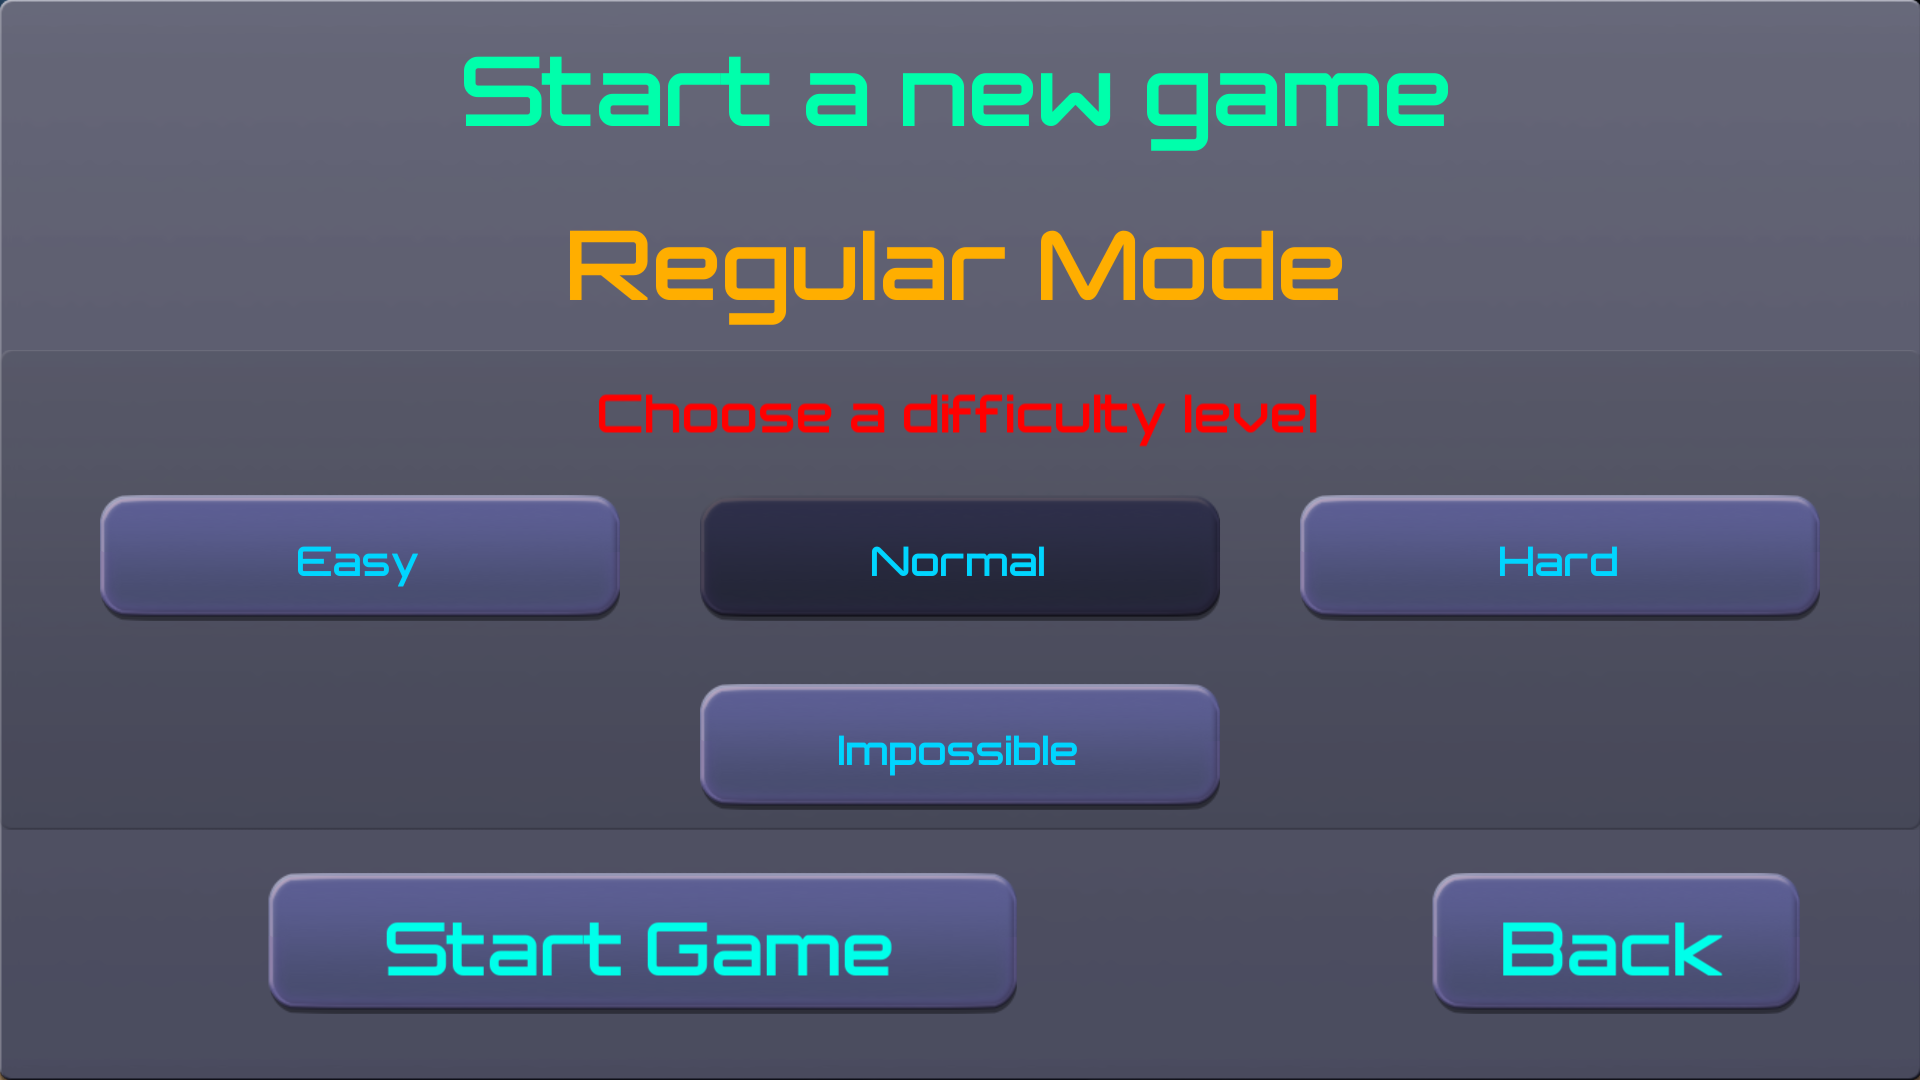 Start a new game
Regular Mode
Choose a difficulty level
Easy
Normal
Hard
Impossible
Start Game
Back